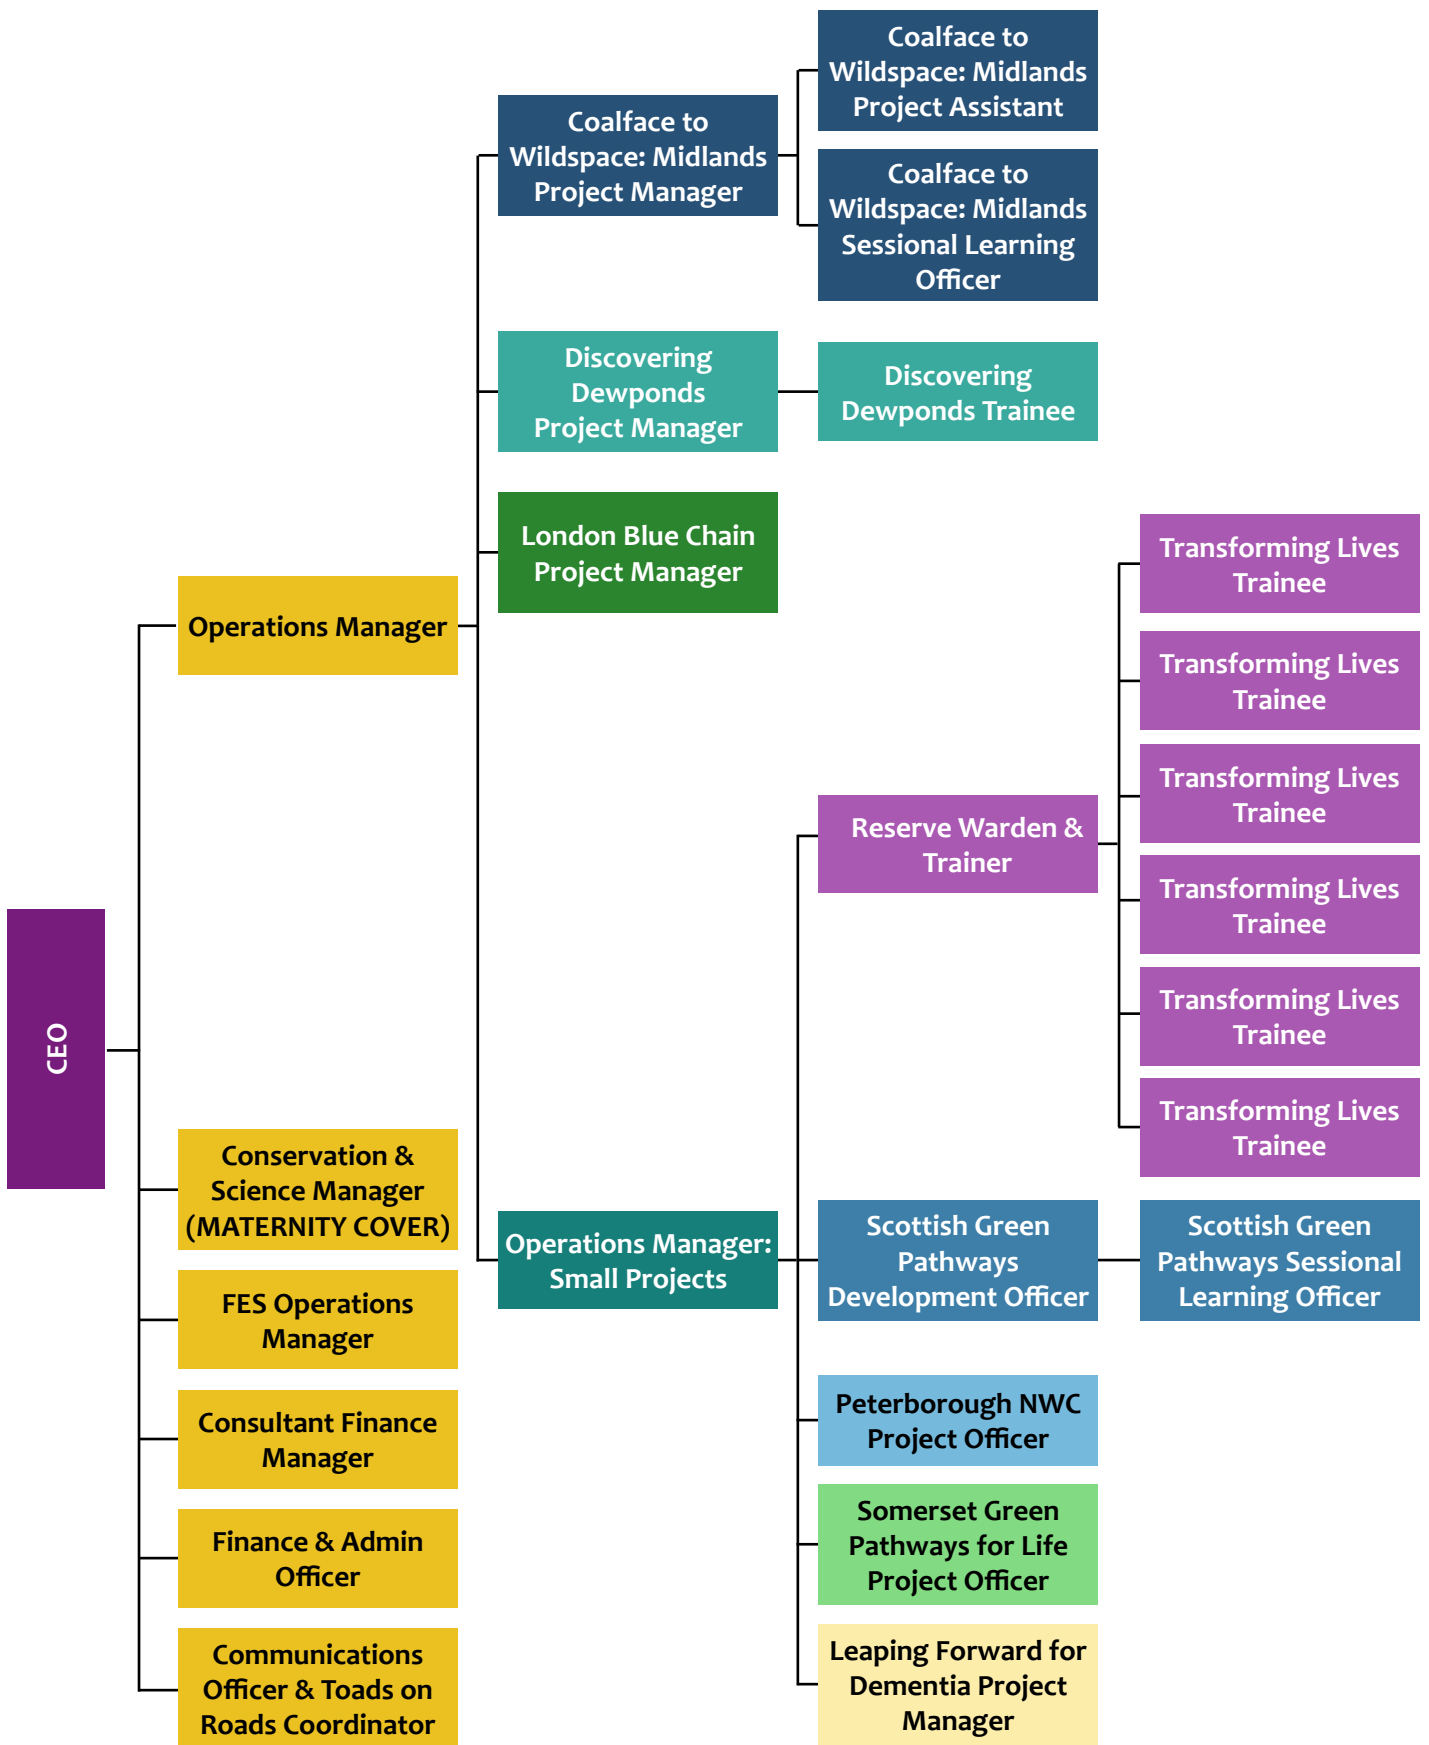 CEO
Operations Manager
Conservation &
Science Manager
(MATERNITY COVER)
FES Operations
Manager
Consultant Finance
Manager
Finance & Admin
Officer
Communications
Officer & Toads on
Roads Coordinator
Coalface to
Wildspace: Midlands
Project Manager
Discovering
Dewponds
Project Manager
London Blue Chain
Project Manager
Operations Manager:
Small Projects
Coalface to
Wildspace: Midlands
Project Assistant
Coalface to
Wildspace: Midlands
Sessional Learning
Officer
Discovering
Dewponds Trainee
Reserve Warden &
Trainer
Scottish Green
Pathways
Development Officer
Peterborough NWC
Project Officer
Somerset Green
Pathways for Life
Project Officer
Leaping Forward for
Dementia Project
Manager
Transforming Lives
Trainee
Transforming Lives
Trainee
Transforming Lives
Trainee
Transforming Lives
Trainee
Transforming Lives
Trainee
Transforming Lives
Trainee
Scottish Green
Pathways Sessional
Learning Officer